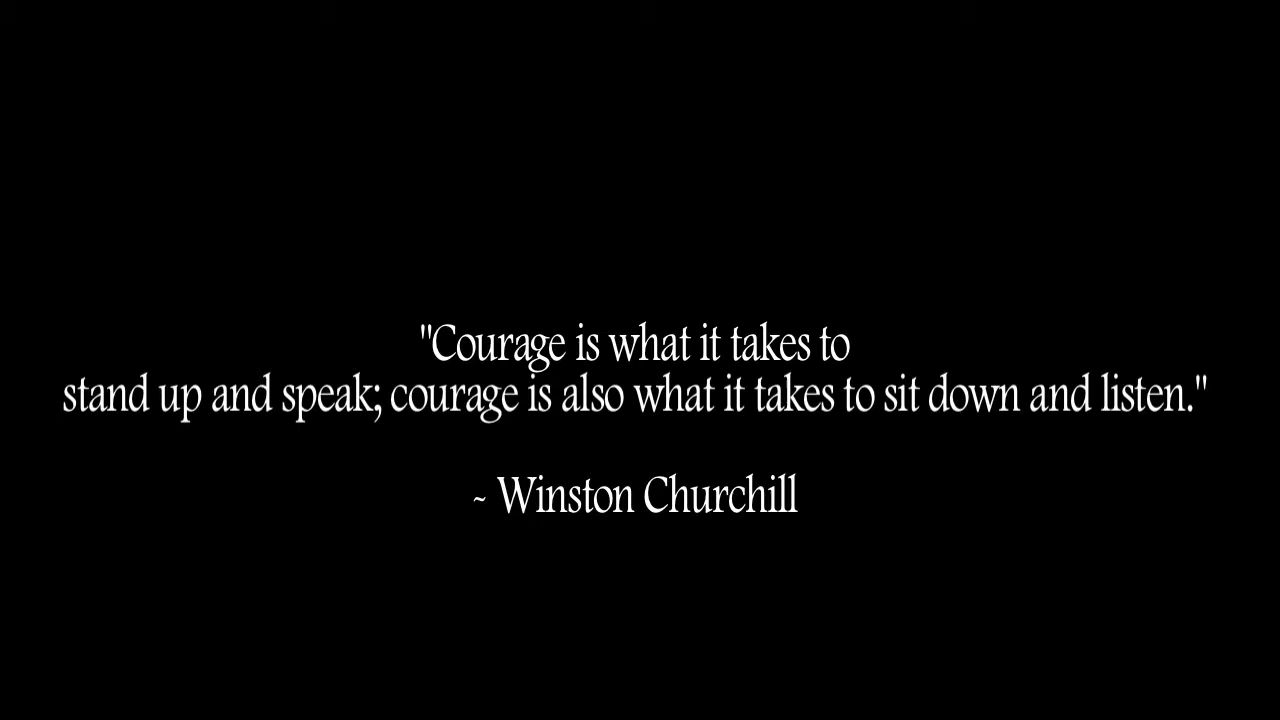 "Courage is what it takes to
stand up and speak; courage is also what it takes to sit down and listen."
~ Winston Churchill